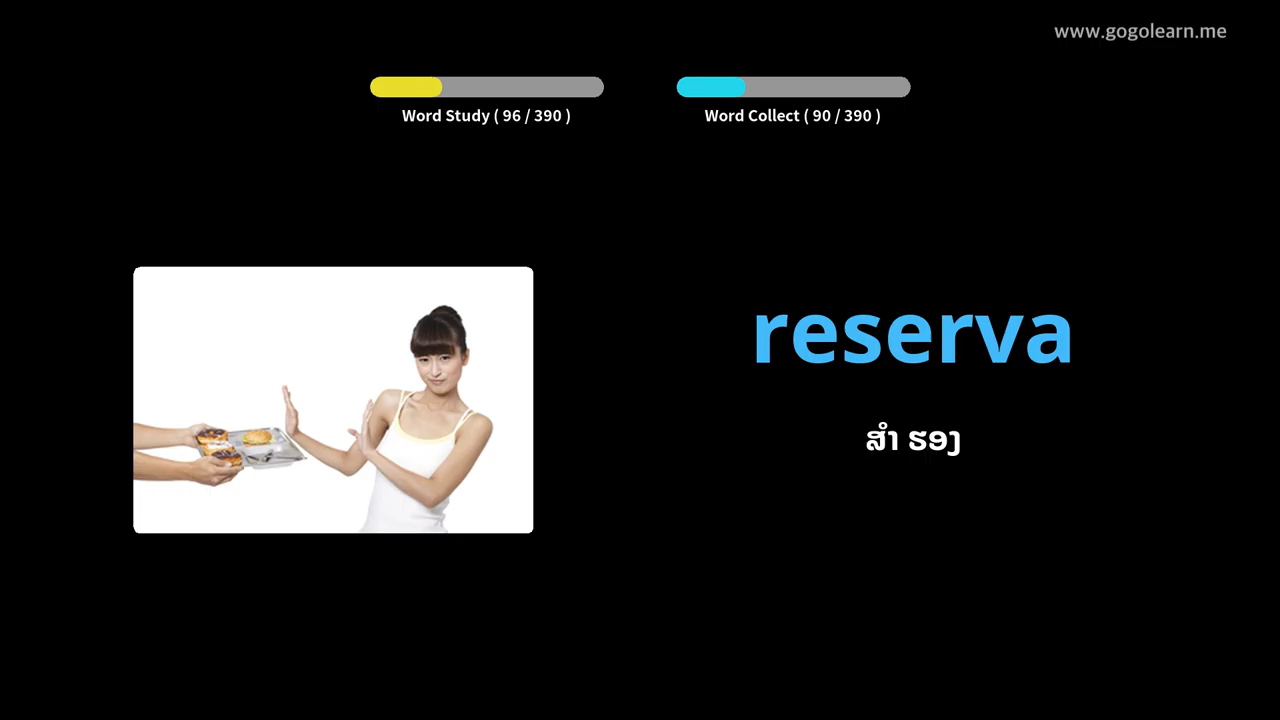 www.gogolearn.me
Word Study ( 96 / 390 )
Word Collect ( 90 / 390 )
reserva
ສຳ ຮອງ